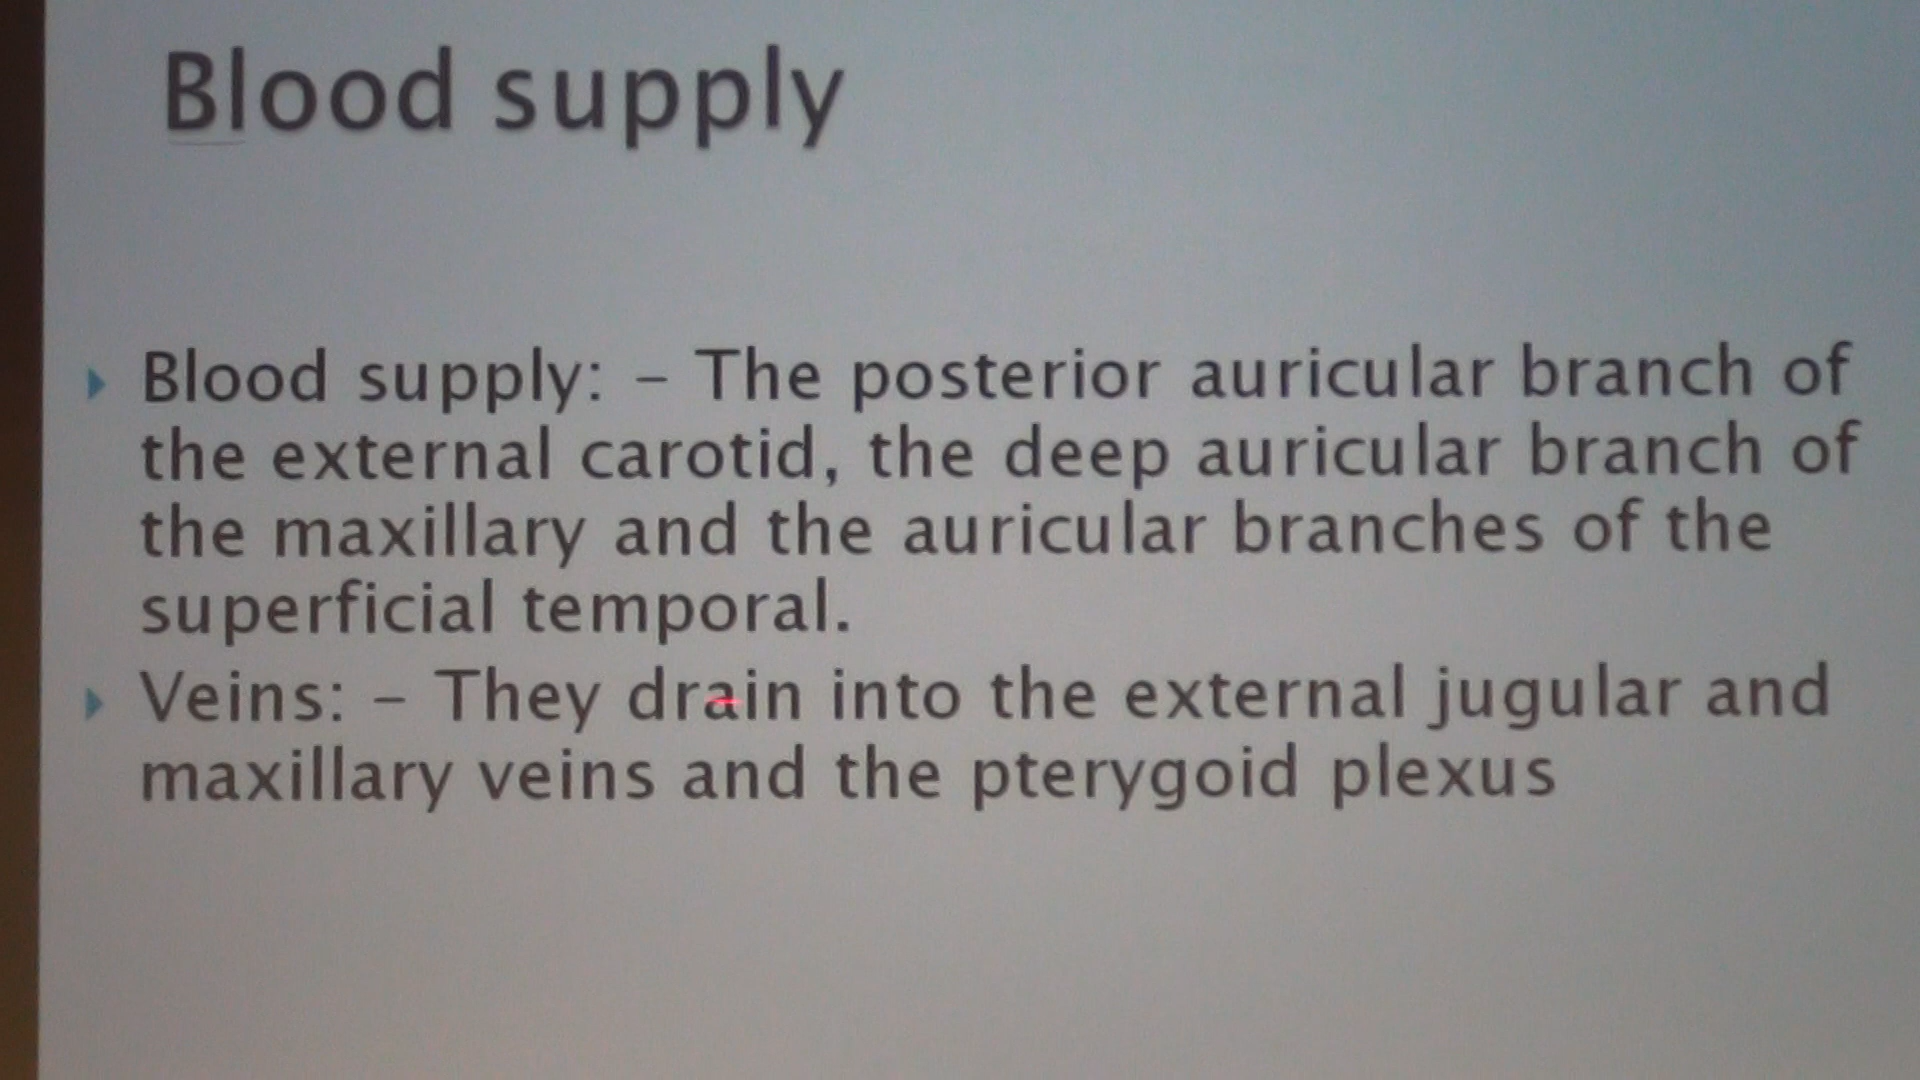 Blood supply
Blood supply: – The posterior auricular branch of
the external carotid, the deep auricular branch of
the maxillary and the auricular branches of the
superficial temporal.
Veins: – They drain into the external jugular and
maxillary veins and the pterygoid plexus